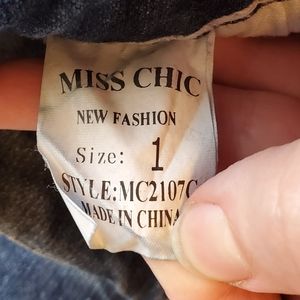 MISS CHIC
NEW FASHION
Size: 1
STYLE:MC2107C
MADE IN CHINA